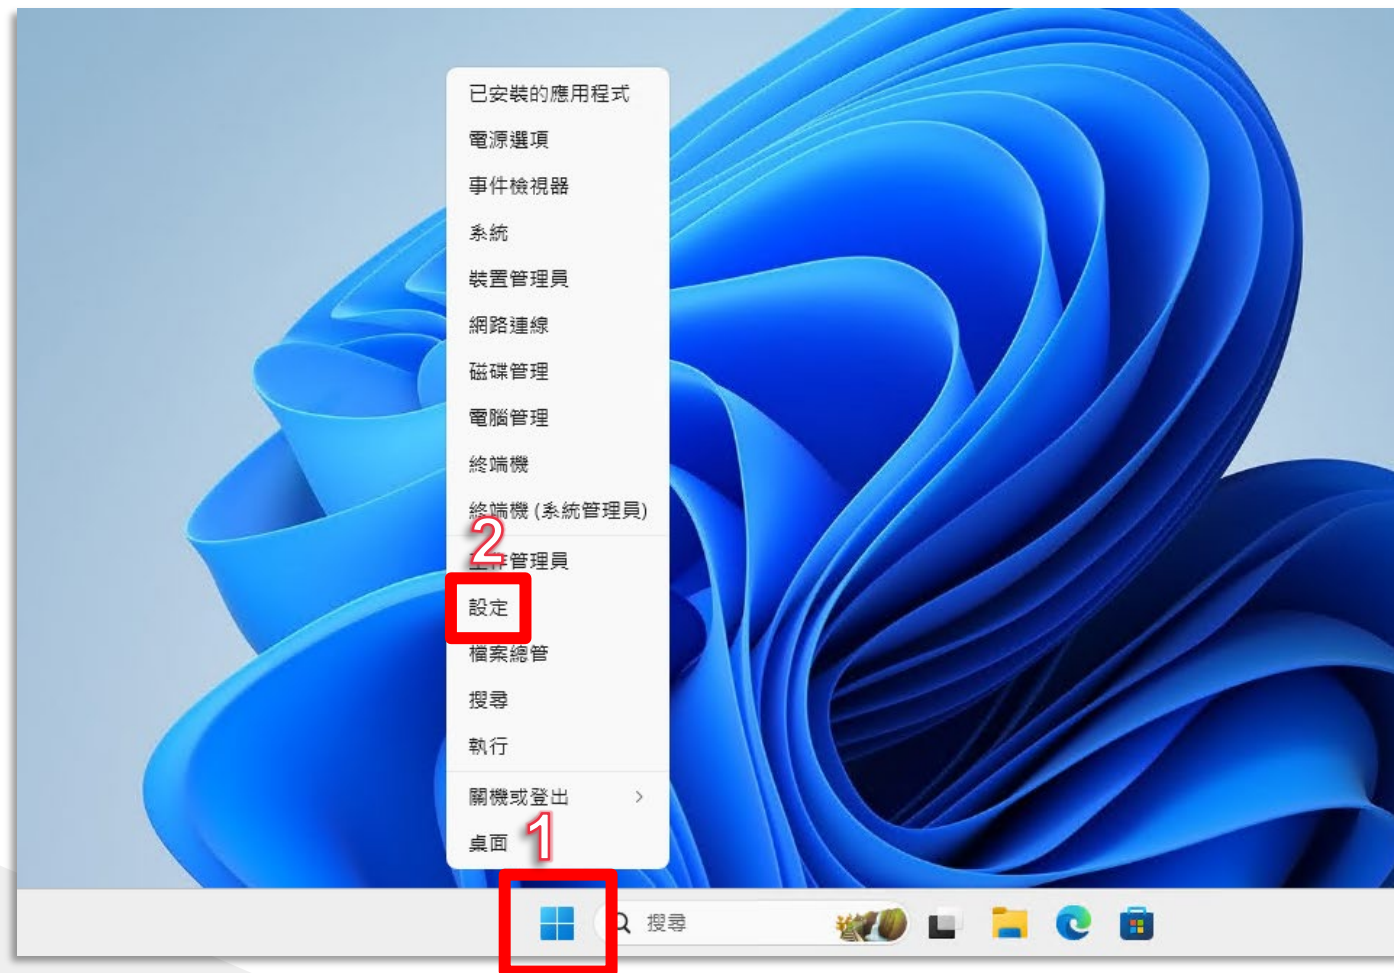 已安裝的應用程式
電源選項
事件檢視器
系統
裝置管理員
網路連線
磁碟管理
電腦管理
終端機
終端機 (系統管理員)
2
工作管理員
設定
檔案總管
搜尋
執行
關機或登出
桌面
1
搜尋